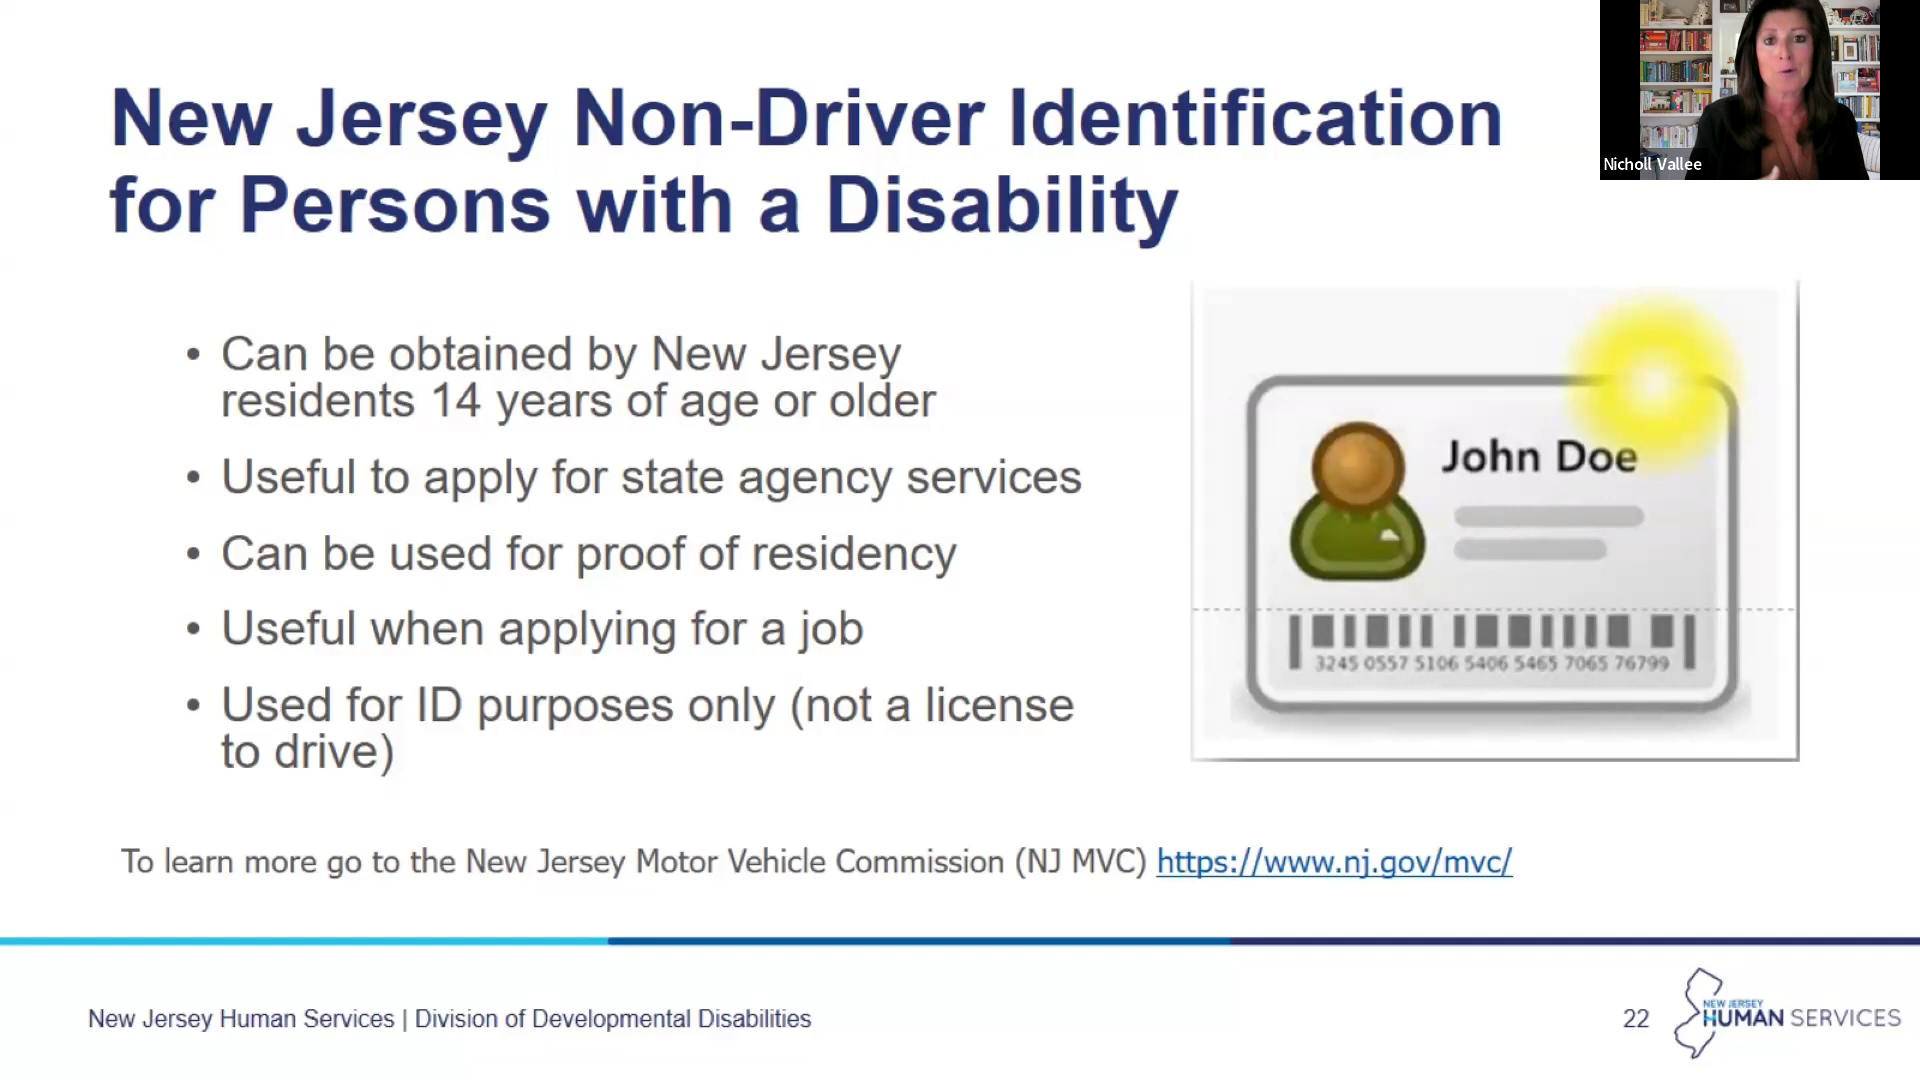 New Jersey Non-Driver Identification
for Persons with a Disability
Nicholl Vallee
• Can be obtained by New Jersey
residents 14 years of age or older
• Useful to apply for state agency services
• Can be used for proof of residency
• Useful when applying for a job
• Used for ID purposes only (not a license
to drive)
John Doe
3245 0557 5106 5406 5465 7065 76799
To learn more go to the New Jersey Motor Vehicle Commission (NJ MVC) https://www.nj.gov/mvc/
New Jersey Human Services | Division of Developmental Disabilities
22
NEW JERSEY
HUMAN SERVICES